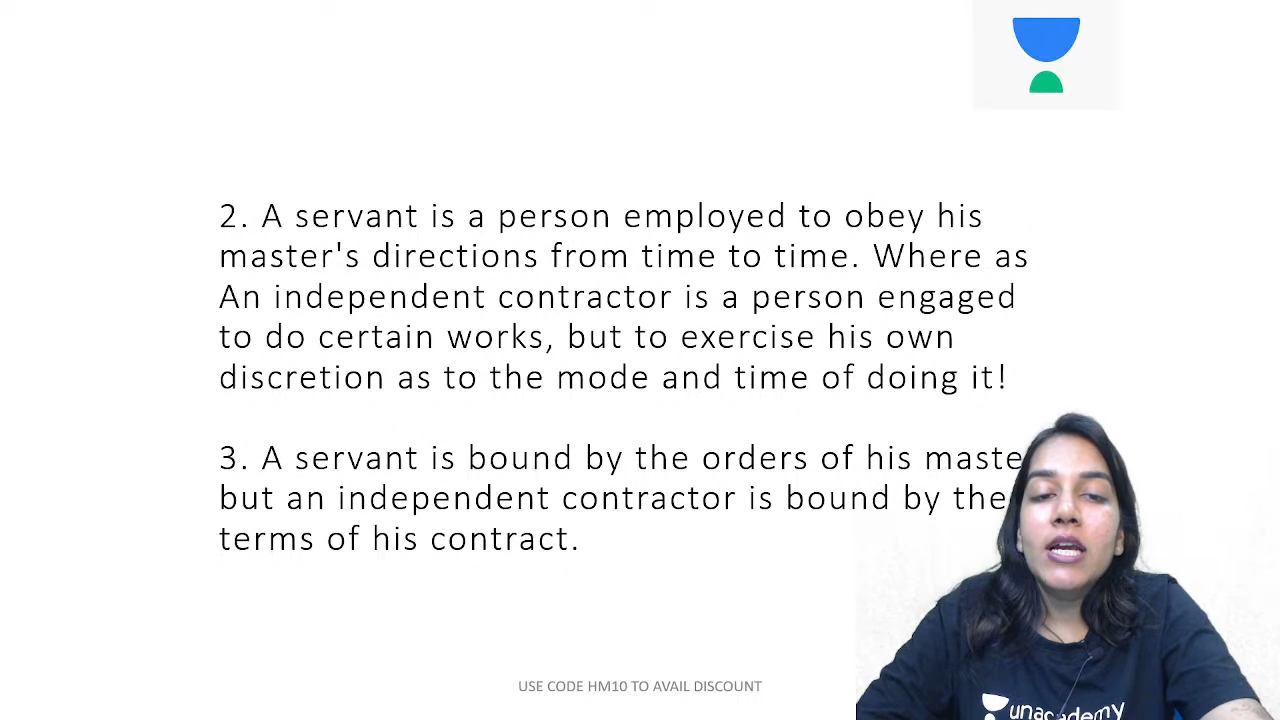 2. A servant is a person employed to obey his
master's directions from time to time. Where as
An independent contractor is a person engaged
to do certain works, but to exercise his own
discretion as to the mode and time of doing it!
3. A servant is bound by the orders of his maste
but an independent contractor is bound by the
terms of his contract.
USE CODE HM10 TO AVAIL DISCOUNT
unacademy